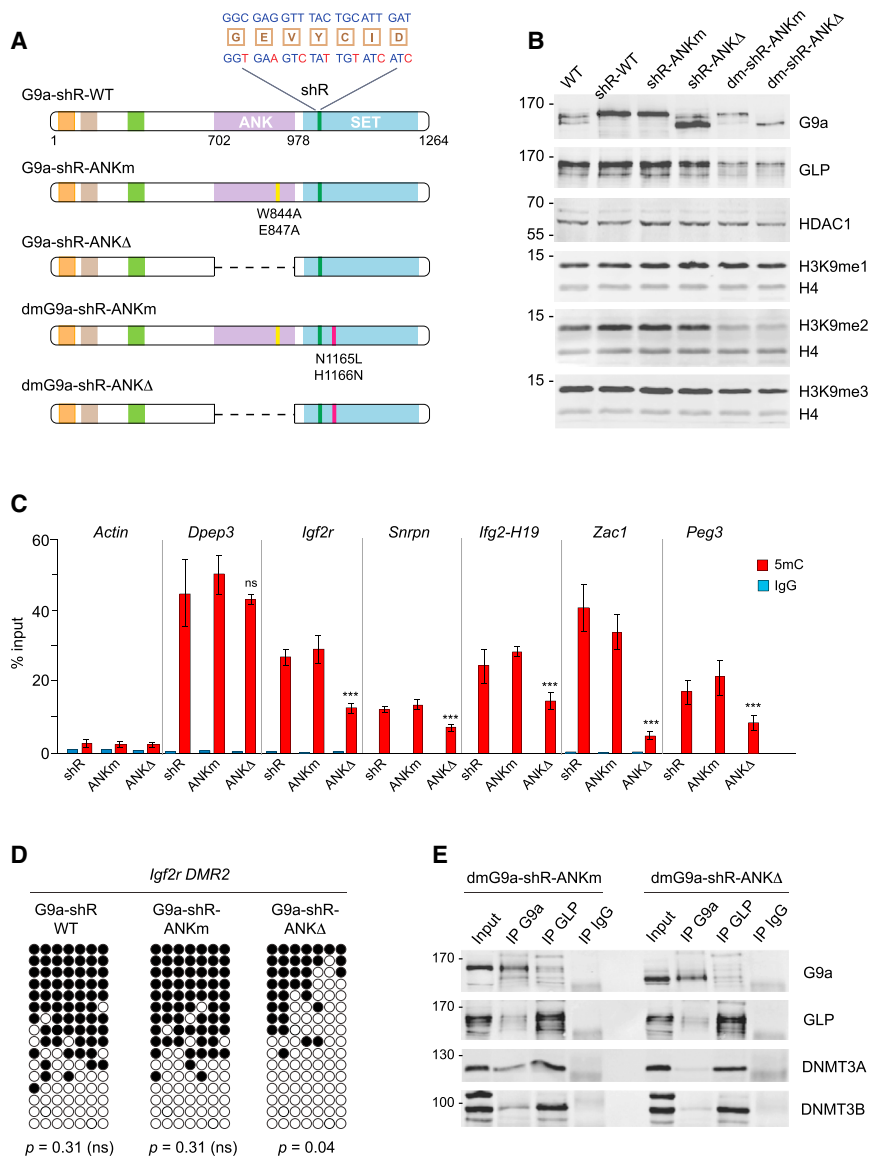 A
GGC GAG GTT TAC TGC ATT GAT
G E V Y C I D
GGT GAA GTC TAT TGT ATC ATC
G9a-shR-WT
shR
ANK
SET
1
702
978
1264
G9a-shR-ANKm
W844A
E847A
G9a-shR-ANKΔ
dmG9a-shR-ANKm
N1165L
H1166N
dmG9a-shR-ANKΔ
B
WT
shR-WT
shR-ANKm
shR-ANKΔ
dm-shR-ANKm
dm-shR-ANKΔ
170 -
G9a
170 -
GLP
70 -
HDAC1
55 -
15 -
H3K9me1
H4
15 -
H3K9me2
H4
15 -
H3K9me3
H4
C
Actin
Dpep3
Igf2r
Snrpn
Ifg2-H19
Zac1
Peg3
% input
60
40
20
0
ns
***
***
***
***
***
5mC
IgG
shR ANKm ANKΔ
shR ANKm ANKΔ
shR ANKm ANKΔ
shR ANKm ANKΔ
shR ANKm ANKΔ
shR ANKm ANKΔ
shR ANKm ANKΔ
D
Igf2r DMR2
G9a-shR
WT
G9a-shR-
ANKm
G9a-shR-
ANKΔ
p = 0.31 (ns)
p = 0.31 (ns)
p = 0.04
E
dmG9a-shR-ANKm
dmG9a-shR-ANKΔ
Input
IP G9a
IP GLP
IP IgG
Input
IP G9a
IP GLP
IP IgG
170 -
G9a
170 -
GLP
130 -
DNMT3A
100 -
DNMT3B